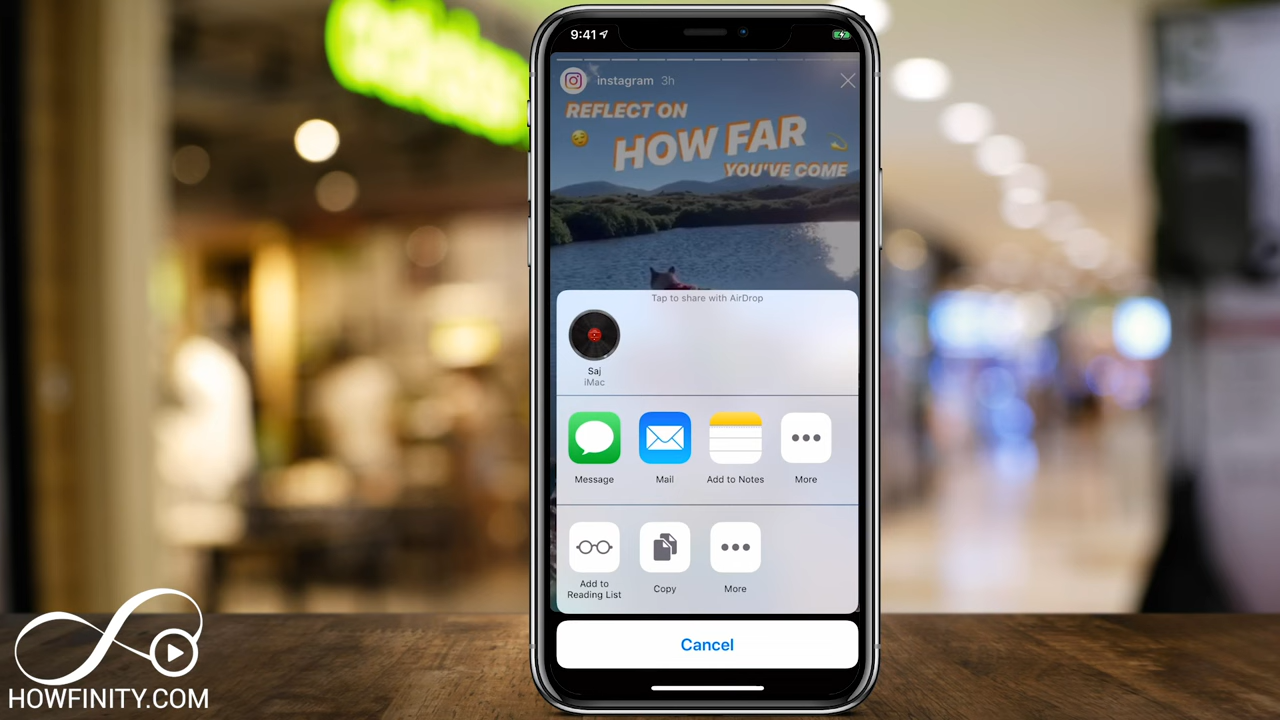 9:41
instagram 3h
REFLECT ON
HOW FAR
YOU'VE COME
Tap to share with AirDrop
Saj
iMac
Message
Mail
Add to Notes
More
Add to
Reading List
Copy
More
Cancel
HOWFINITY.COM